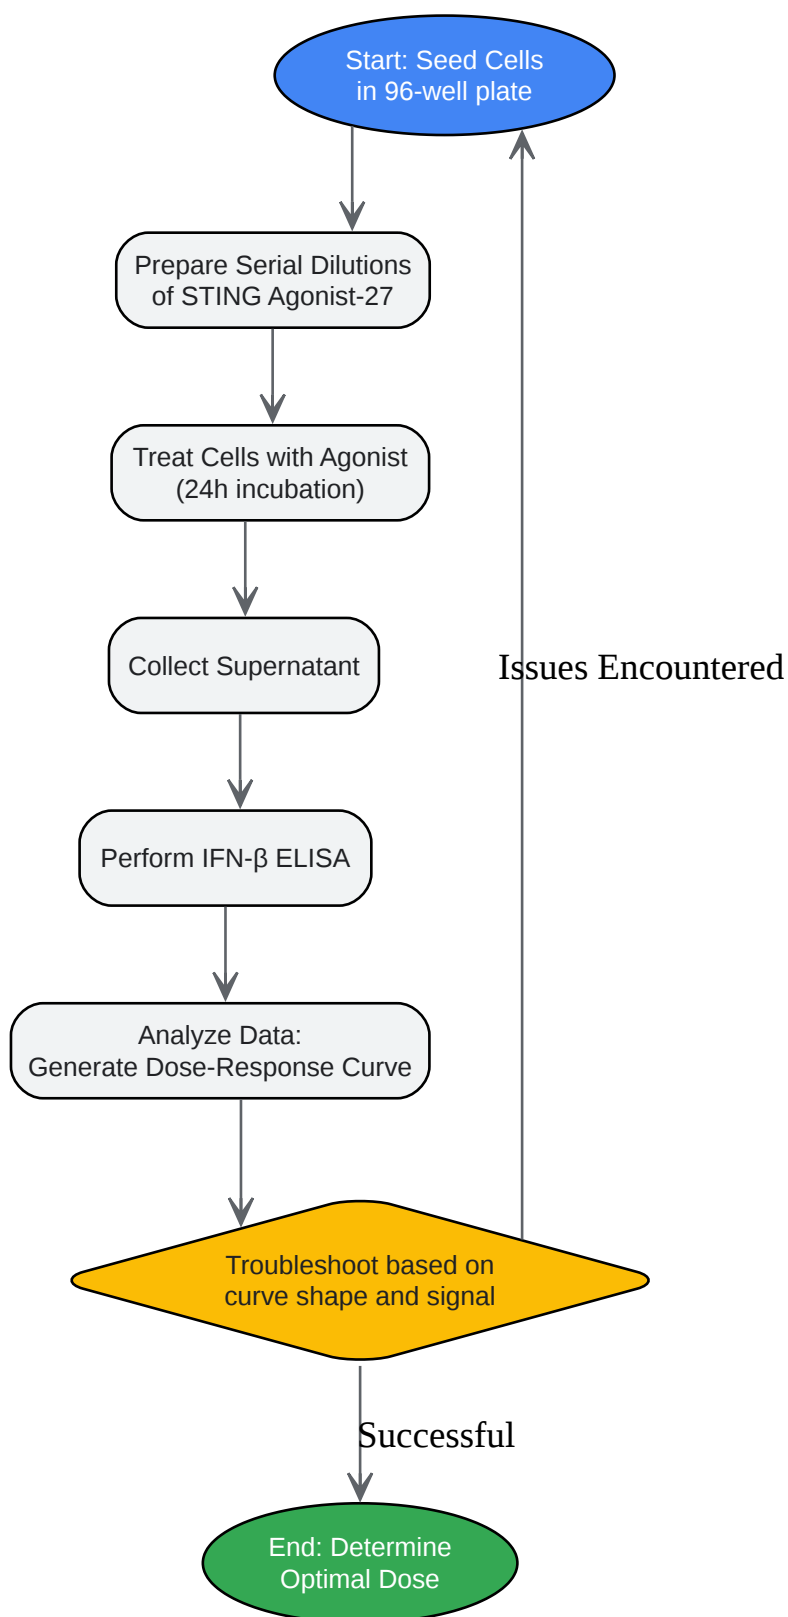 Start: Seed Cells
in 96-well plate
Prepare Serial Dilutions
of STING Agonist-27
Treat Cells with Agonist
(24h incubation)
Collect Supernatant
Issues Encountered
Perform IFN-β ELISA
Analyze Data:
Generate Dose-Response Curve
Troubleshoot based on
curve shape and signal
Successful
End: Determine
Optimal Dose